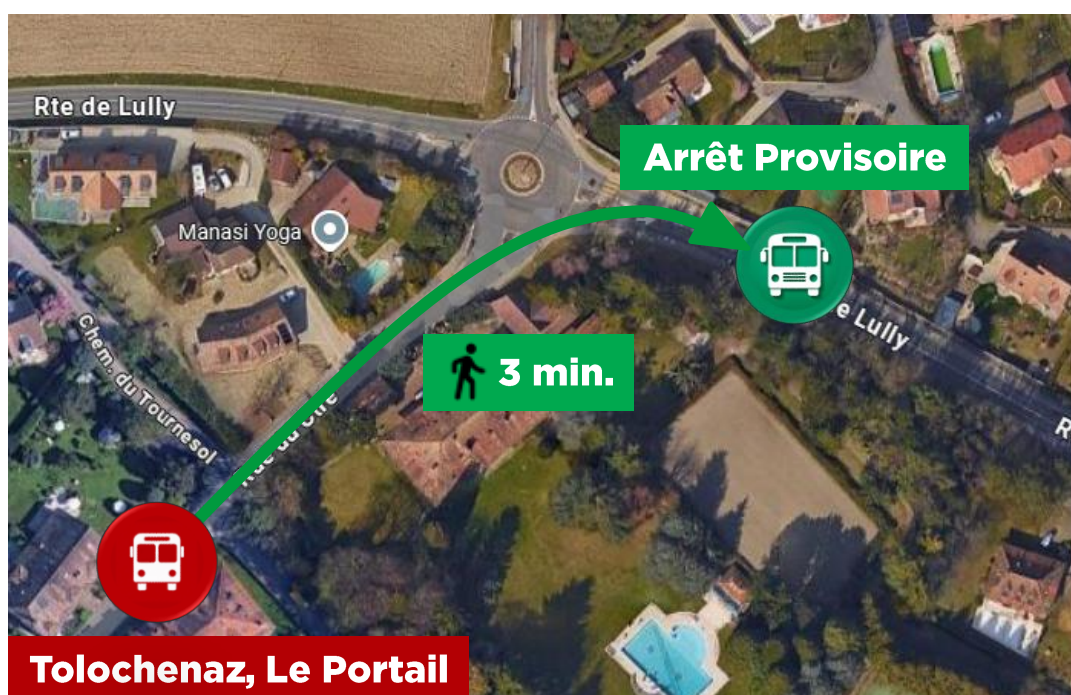 Rte de Lully
Arrêt Provisoire
Manasi Yoga
e Lully
3 min.
Chem. du Tournesol
R
Tolochenaz, Le Portail